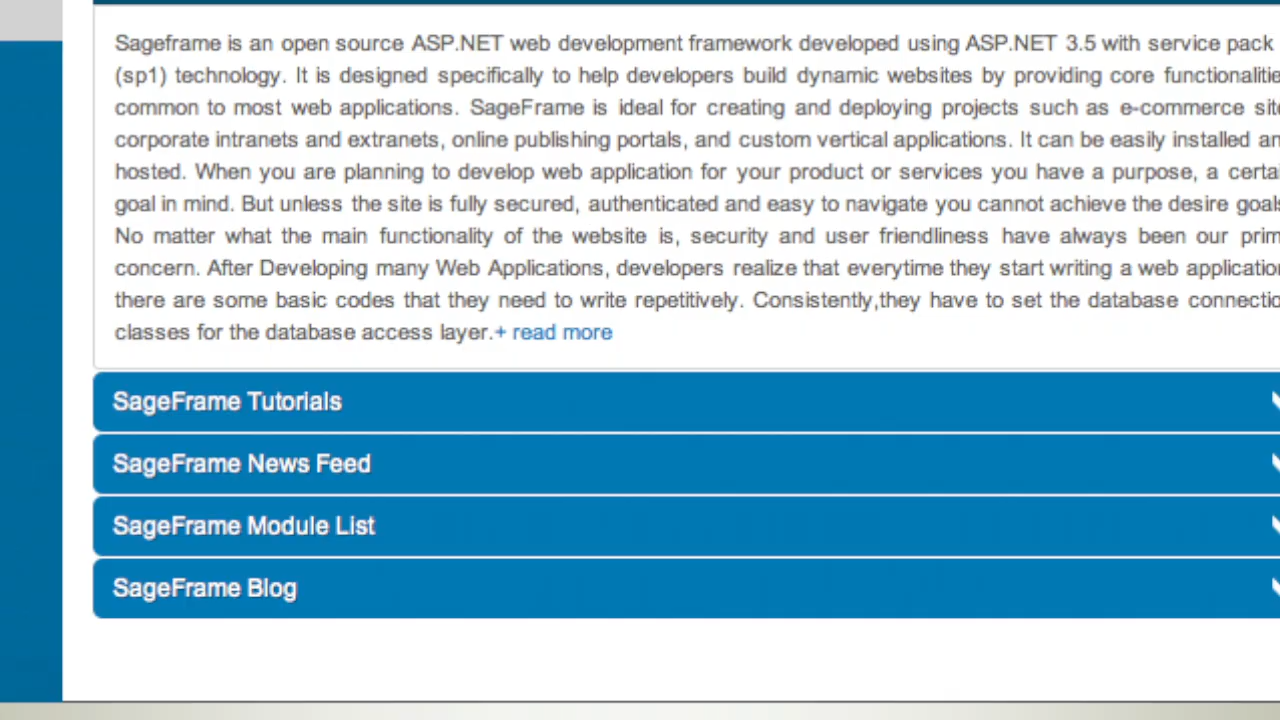 Sageframe is an open source ASP.NET web development framework developed using ASP.NET 3.5 with service pack
(sp1) technology. It is designed specifically to help developers build dynamic websites by providing core
common to most web applications. SageFrame is ideal for creating and deploying projects such as e-commerce
corporate intranets and extranets, online publishing portals, and custom vertical applications. It can be easily installed
hosted. When you are planning to develop web application for your product or services you have a purpose, a
goal in mind. But unless the site is fully secured, authenticated and easy to navigate you cannot achieve the desire
No matter what the main functionality of the website is, security and user friendliness have always been our
concern. After Developing many Web Applications, developers realize that everytime they start writing a web
there are some basic codes that they need to write repetitively. Consistently,they have to set the database
classes for the database access layer.+ read more
SageFrame Tutorials
SageFrame News Feed
SageFrame Module List
SageFrame Blog